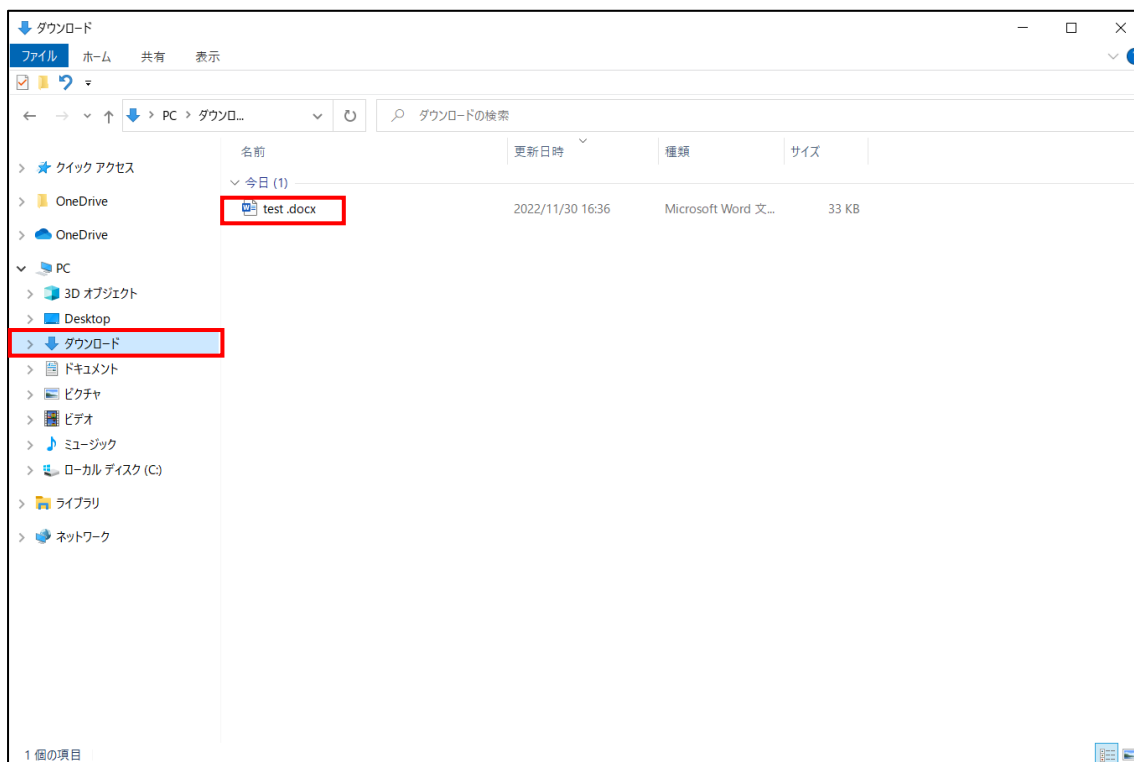 ダウンロード
ファイル ホーム 共有 表示
PC ダウンロ... ダウンロードの検索
名前 更新日時 種類 サイズ
クイック アクセス
今日 (1)
OneDrive
test .docx 2022/11/30 16:36 Microsoft Word 文... 33 KB
OneDrive
PC
3D オブジェクト
Desktop
ダウンロード
ドキュメント
ピクチャ
ビデオ
ミュージック
ローカル ディスク (C:)
ライブラリ
ネットワーク
1 個の項目